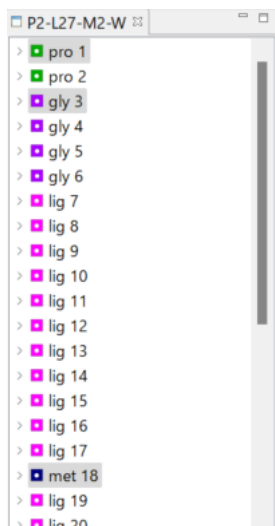 P2-L27-M2-W
pro 1
pro 2
gly 3
gly 4
gly 5
gly 6
lig 7
lig 8
lig 9
lig 10
lig 11
lig 12
lig 13
lig 14
lig 15
lig 16
lig 17
met 18
lig 19
lig 20